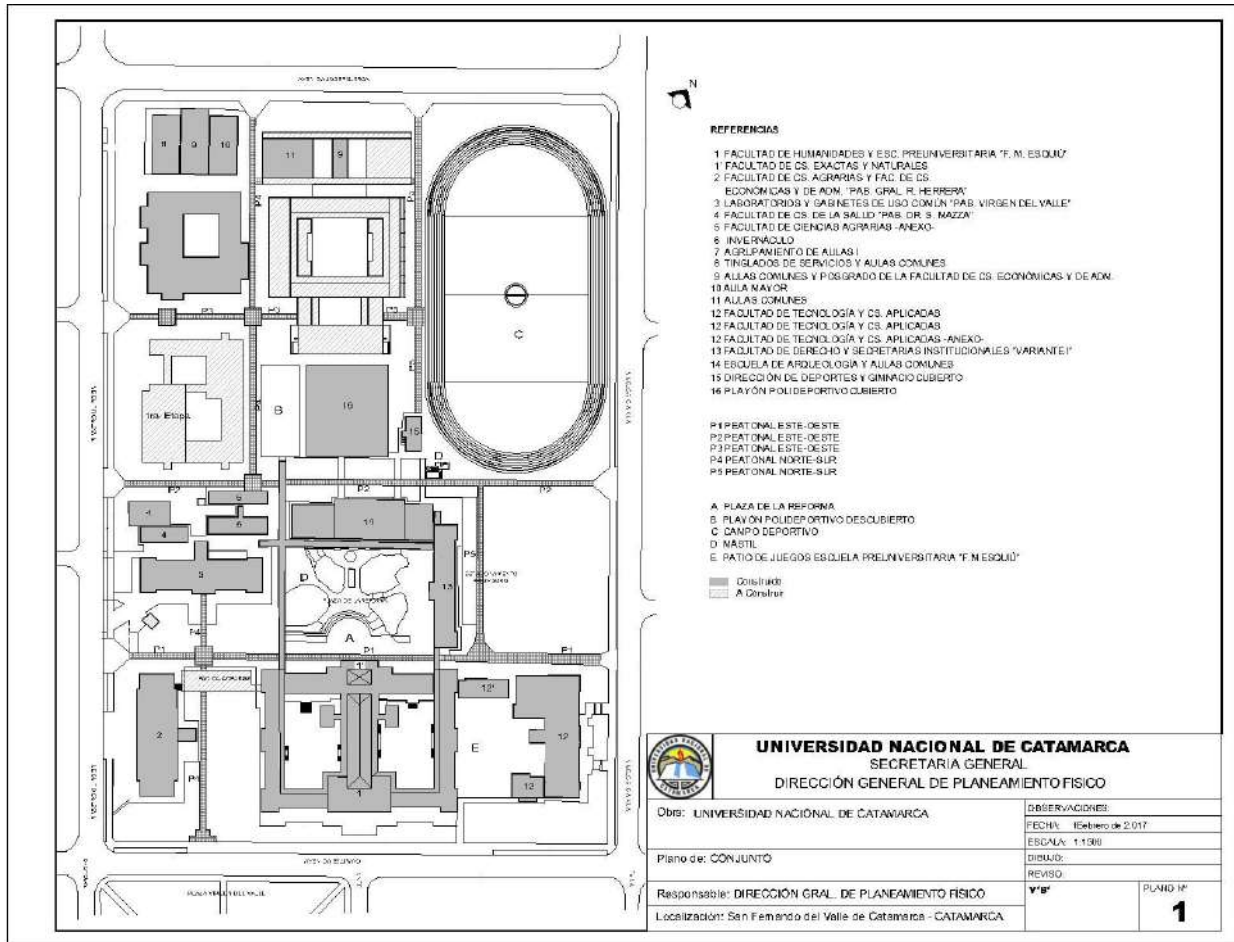 N
REFERENCIAS
1 FACULTAD DE HUMANIDADES Y ESC. PREUNIVERSITARIA "F. M. ESQUIÚ"
1' FACULTAD DE CS. EXACTAS Y NATURALES
2 FACULTAD DE CS. AGRARIAS Y FAC. DE CS.
ECONÓMICAS Y DE ADM. "PAB. GRAL. R. HERRERA"
3 LABORATORIOS Y GABINETES DE USO COMÚN "PAB. VIRGEN DEL VALLE"
4 FACULTAD DE CS. DE LA SALUD "PAB. DR. S. MAZZA"
5 FACULTAD DE CIENCIAS AGRARIAS -ANEXO-
6 INVERNÁCULO
7 AGRUPAMIENTO DE AULAS I
8 TINGLADOS DE SERVICIOS Y AULAS COMUNES
9 AULAS COMUNES Y POSGRADO DE LA FACULTAD DE CS. ECONÓMICAS Y DE ADM.
10 AULA MAYOR
11 AULAS COMUNES
12 FACULTAD DE TECNOLOGÍA Y CS. APLICADAS
12 FACULTAD DE TECNOLOGÍA Y CS. APLICADAS
12 FACULTAD DE TECNOLOGÍA Y CS. APLICADAS -ANEXO-
13 FACULTAD DE DERECHO Y SECRETARIAS INSTITUCIONALES "VARIANTE I"
14 ESCUELA DE ARQUEOLOGÍA Y AULAS COMUNES
15 DIRECCIÓN DE DEPORTES Y GIMNACIO CUBIERTO
16 PLAYÓN POLIDEPORTIVO CUBIERTO
P1 PEATONAL ESTE-OESTE
P2 PEATONAL ESTE-OESTE
P3 PEATONAL ESTE-OESTE
P4 PEATONAL NORTE-SUR
P5 PEATONAL NORTE-SUR
A PLAZA DE LA REFORMA
B PLAYÓN POLIDEPORTIVO DESCUBIERTO
C CAMPO DEPORTIVO
D MÁSTIL
E PATIO DE JUEGOS ESCUELA PREUNIVERSITARIA "F.M ESQUIÚ"
Construido
A Construir
9
10
11
9
P3
P3
C
1ra. Etapa
B
16
15
D
P2
P2
P2
4
P5
13
A
P4
P1
P1
P1
1'
12'
2
E
12
1
12
UNIVERSIDAD NACIONAL DE CATAMARCA
SECRETARIA GENERAL
DIRECCIÓN GENERAL DE PLANEAMIENTO FISICO
Obra: UNIVERSIDAD NACIONAL DE CATAMARCA
OBSERVACIONES:
FECHA: Febrero de 2.017
ESCALA: 1:1500
Plano de: CONJUNTO
DIBUJO:
REVISO:
Responsable: DIRECCIÓN GRAL. DE PLANEAMIENTO FÍSICO
VºBº
PLANO Nº
1
Localización: San Fernando del Valle de Catamarca - CATAMARCA